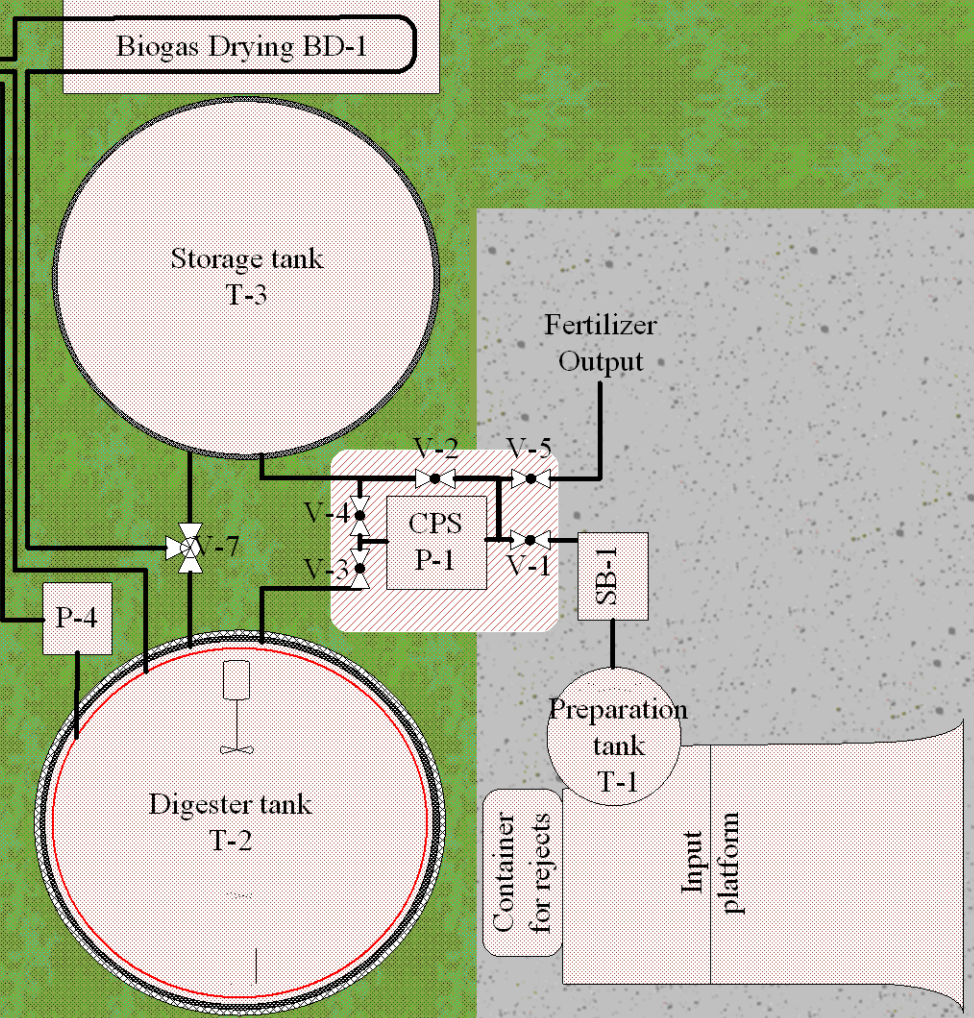 Biogas Drying BD-1
Storage tank
T-3
Fertilizer
Output
V-2
V-5
V-4
CPS
P-1
V-7
V-3
V-1
SB-1
P-4
Preparation
tank
T-1
Digester tank
T-2
Container
for rejects
Input
platform